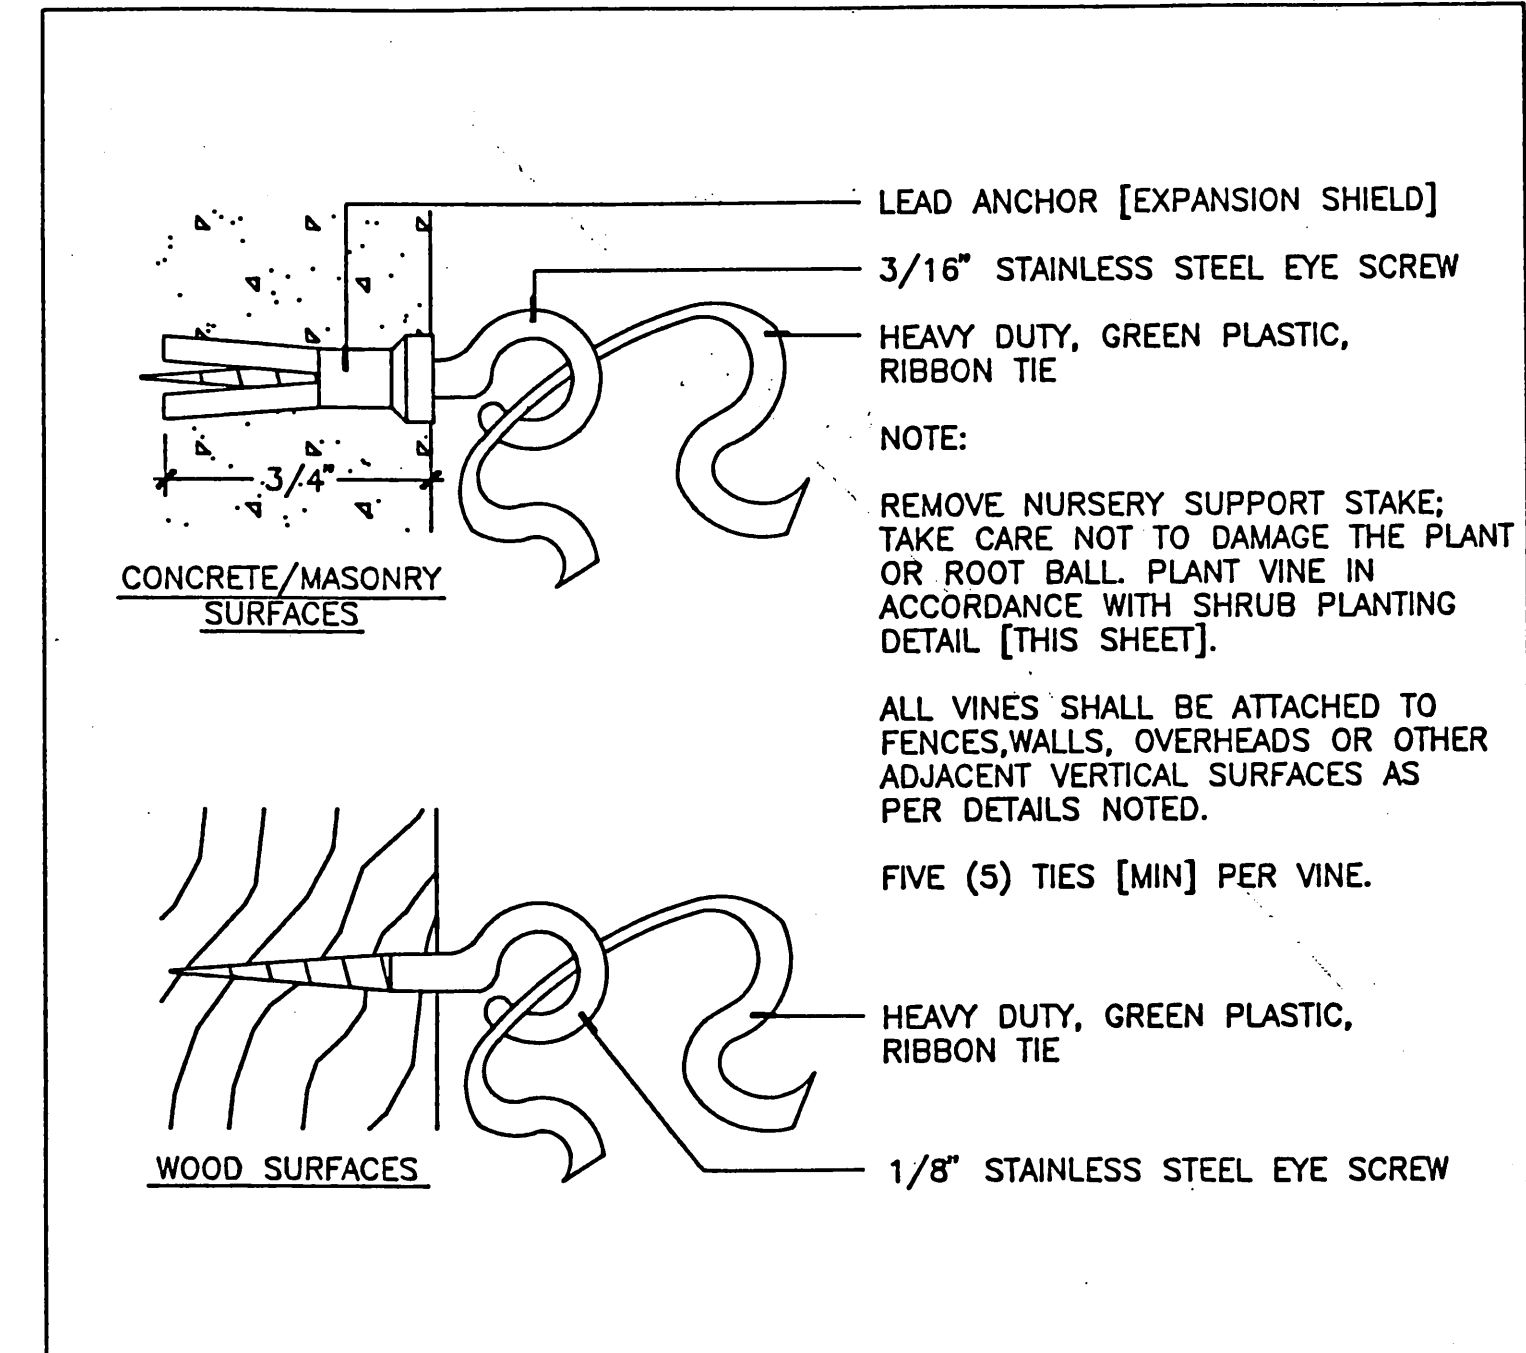 LEAD ANCHOR [EXPANSION SHIELD]
3/16" STAINLESS STEEL EYE SCREW
HEAVY DUTY, GREEN PLASTIC,
RIBBON TIE
NOTE:
3/4"
REMOVE NURSERY SUPPORT STAKE;
TAKE CARE NOT TO DAMAGE THE PLANT
OR ROOT BALL. PLANT VINE IN
ACCORDANCE WITH SHRUB PLANTING
DETAIL [THIS SHEET].
CONCRETE/MASONRY
SURFACES
ALL VINES SHALL BE ATTACHED TO
FENCES,WALLS, OVERHEADS OR OTHER
ADJACENT VERTICAL SURFACES AS
PER DETAILS NOTED.
FIVE (5) TIES [MIN] PER VINE.
HEAVY DUTY, GREEN PLASTIC,
RIBBON TIE
WOOD SURFACES
1/8" STAINLESS STEEL EYE SCREW